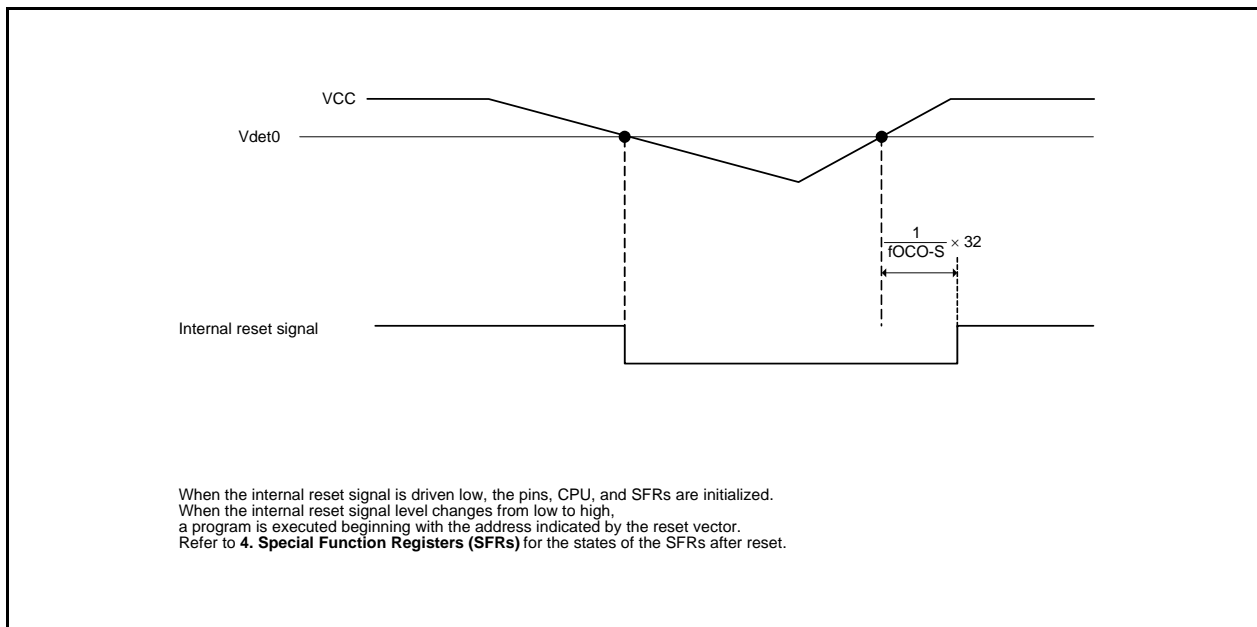 VCC
Vdet0
1
fOCO-S × 32
Internal reset signal
When the internal reset signal is driven low, the pins, CPU, and SFRs are initialized.
When the internal reset signal level changes from low to high,
a program is executed beginning with the address indicated by the reset vector.
Refer to 4. Special Function Registers (SFRs) for the states of the SFRs after reset.